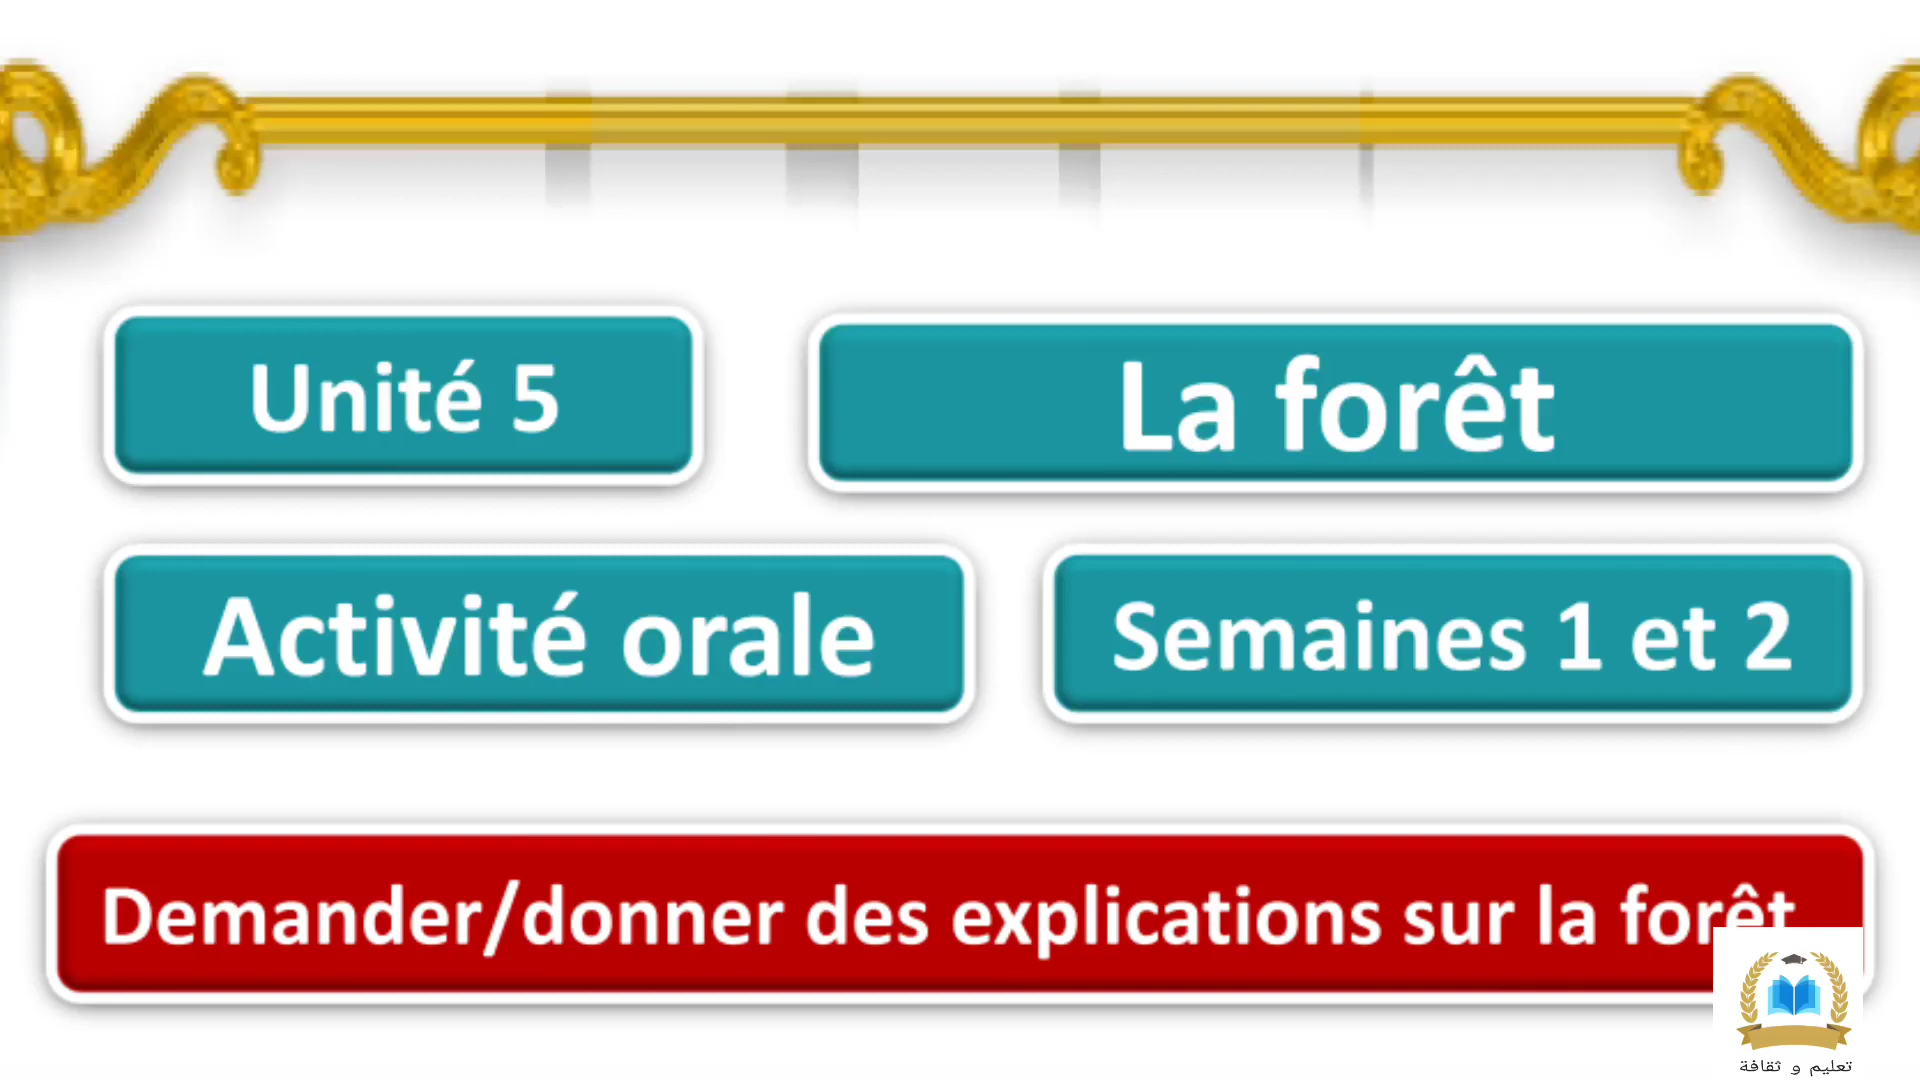 Unité 5
La forêt
Activité orale
Semaines 1 et 2
Demander/donner des explications sur la forêt
تعليم و ثقافة